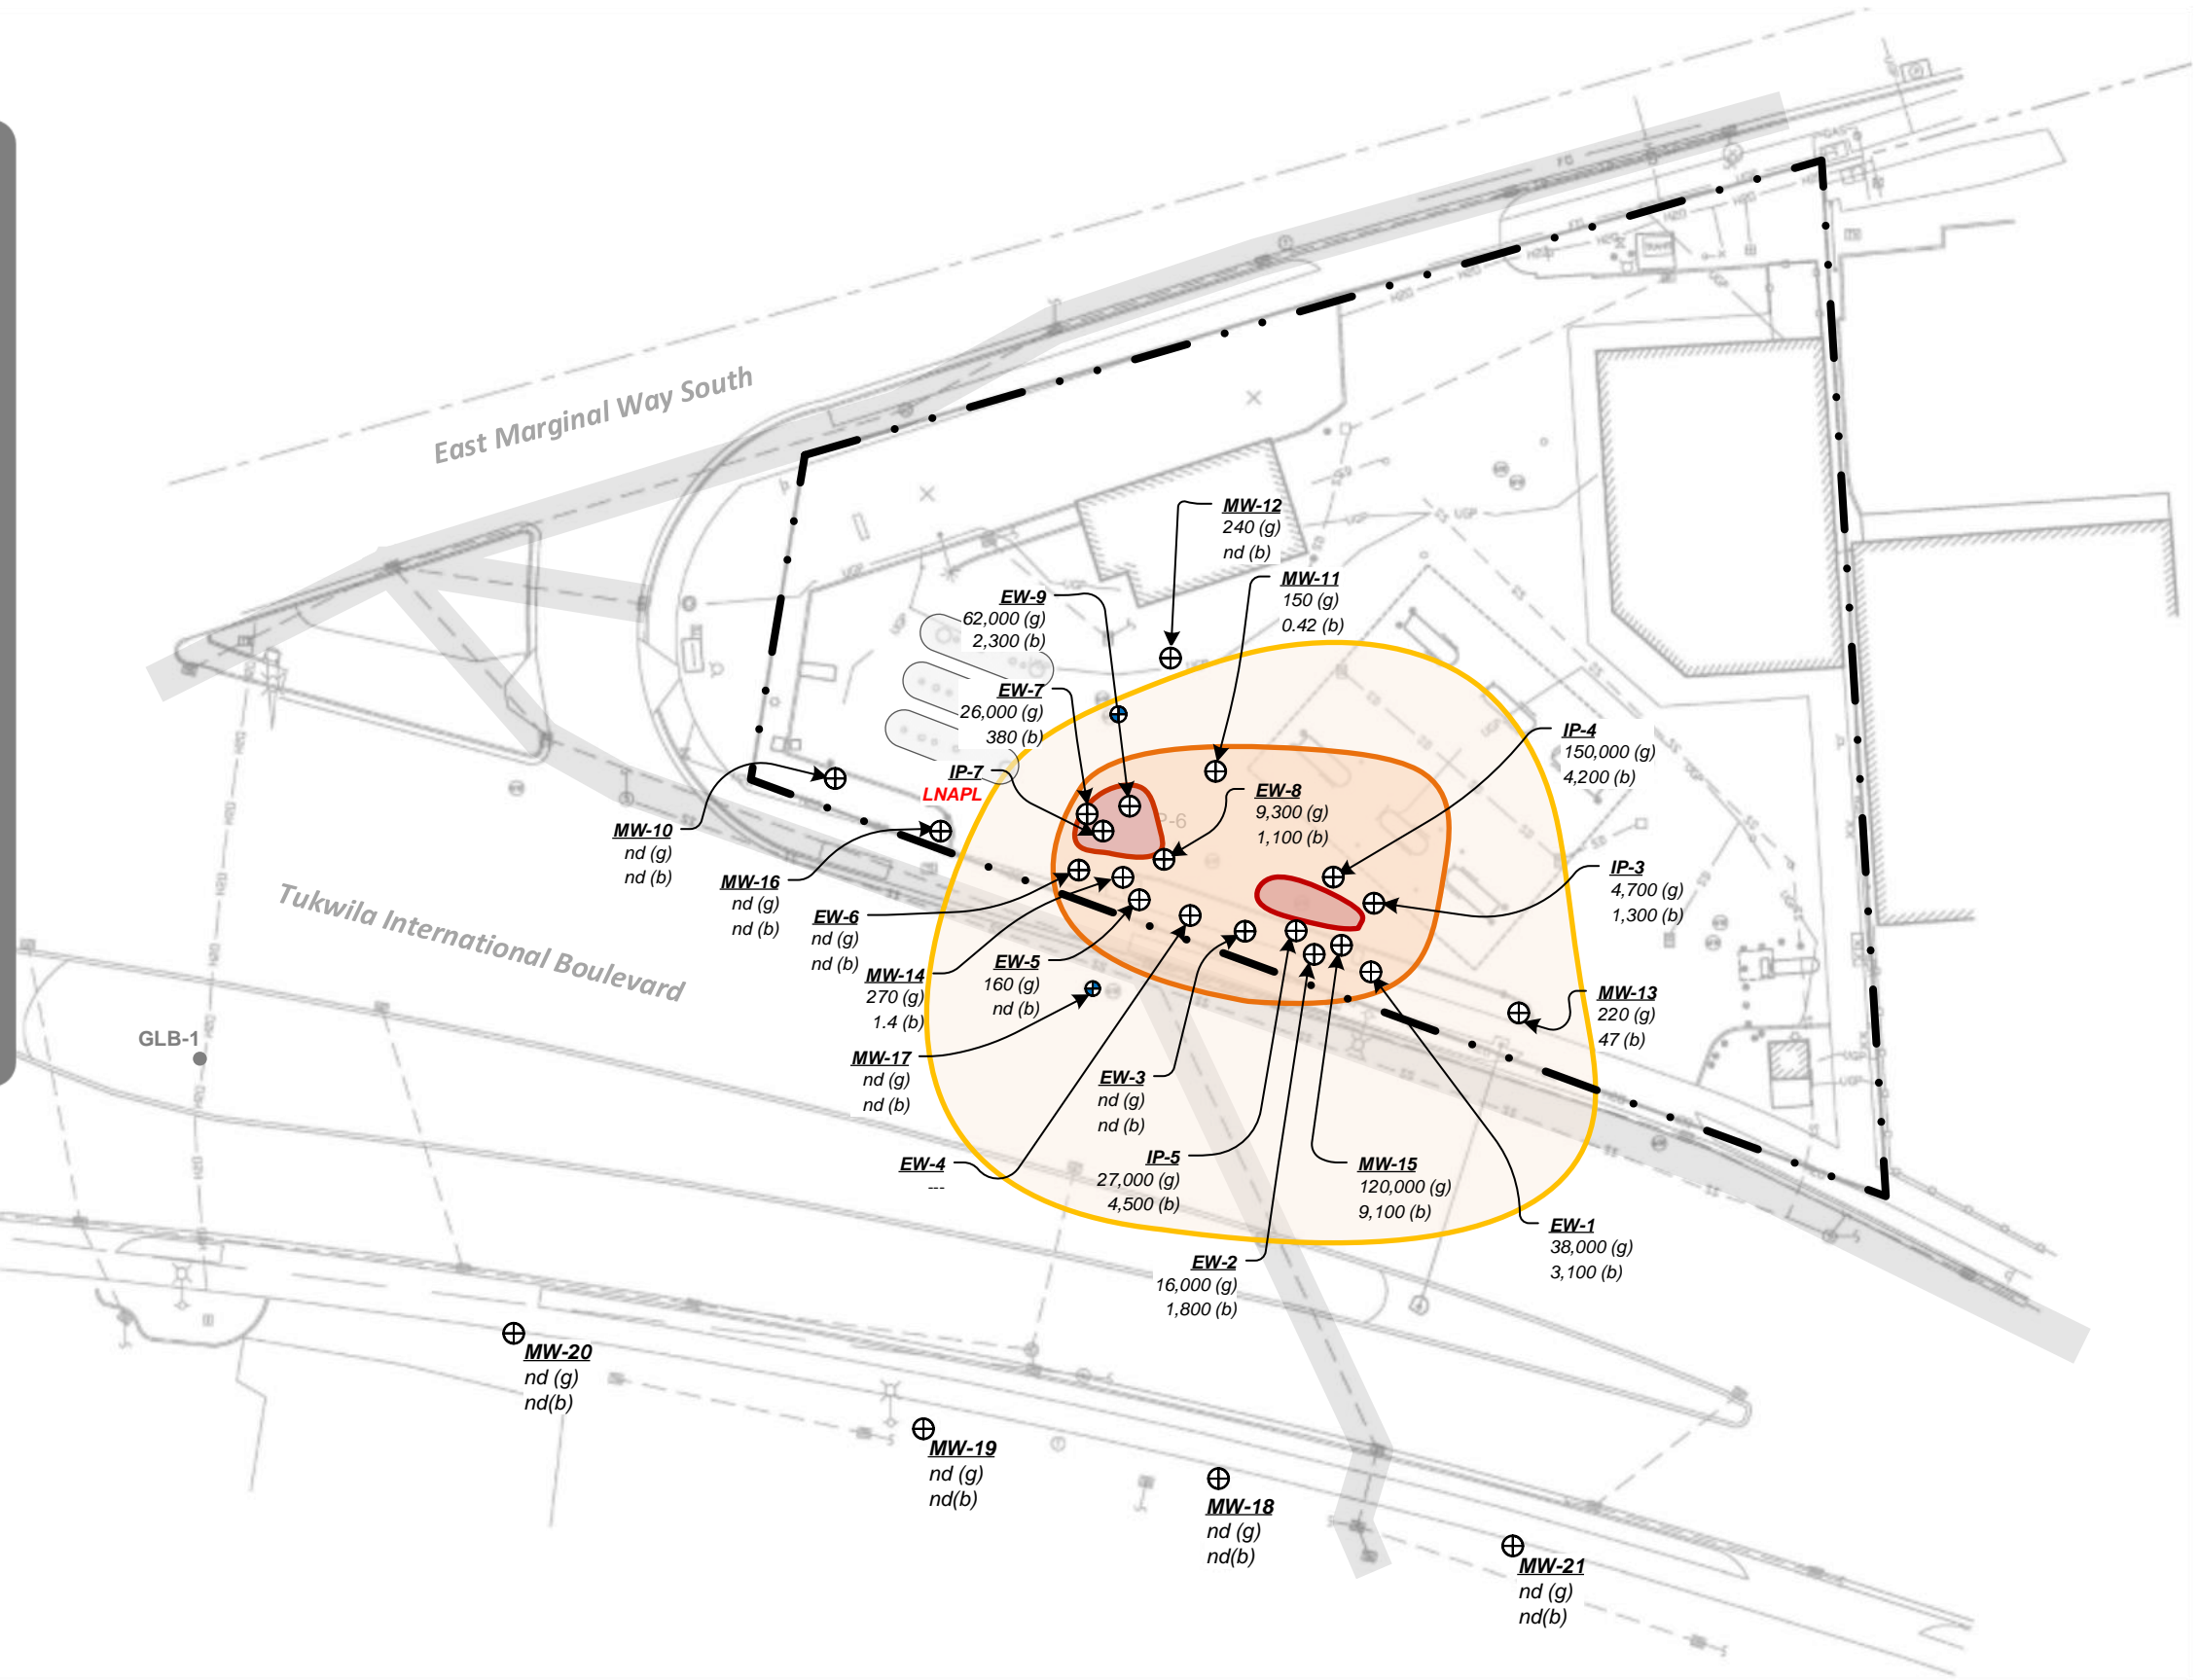 East Marginal Way South
Tukwila International Boulevard
GLB-1
MW-12
240 (g)
nd (b)
MW-11
150 (g)
0.42 (b)
EW-9
62,000 (g)
2,300 (b)
EW-7
26,000 (g)
380 (b)
IP-7
LNAPL
IP-4
150,000 (g)
4,200 (b)
EW-8
9,300 (g)
1,100 (b)
P-6
MW-10
nd (g)
nd (b)
MW-16
nd (g)
nd (b)
IP-3
4,700 (g)
1,300 (b)
EW-6
nd (g)
nd (b)
MW-14
270 (g)
1.4 (b)
EW-5
160 (g)
nd (b)
MW-13
220 (g)
47 (b)
MW-17
nd (g)
nd (b)
EW-3
nd (g)
nd (b)
EW-4
---
IP-5
27,000 (g)
4,500 (b)
MW-15
120,000 (g)
9,100 (b)
EW-1
38,000 (g)
3,100 (b)
EW-2
16,000 (g)
1,800 (b)
MW-20
nd (g)
nd(b)
MW-19
nd (g)
nd(b)
MW-18
nd (g)
nd(b)
MW-21
nd (g)
nd(b)